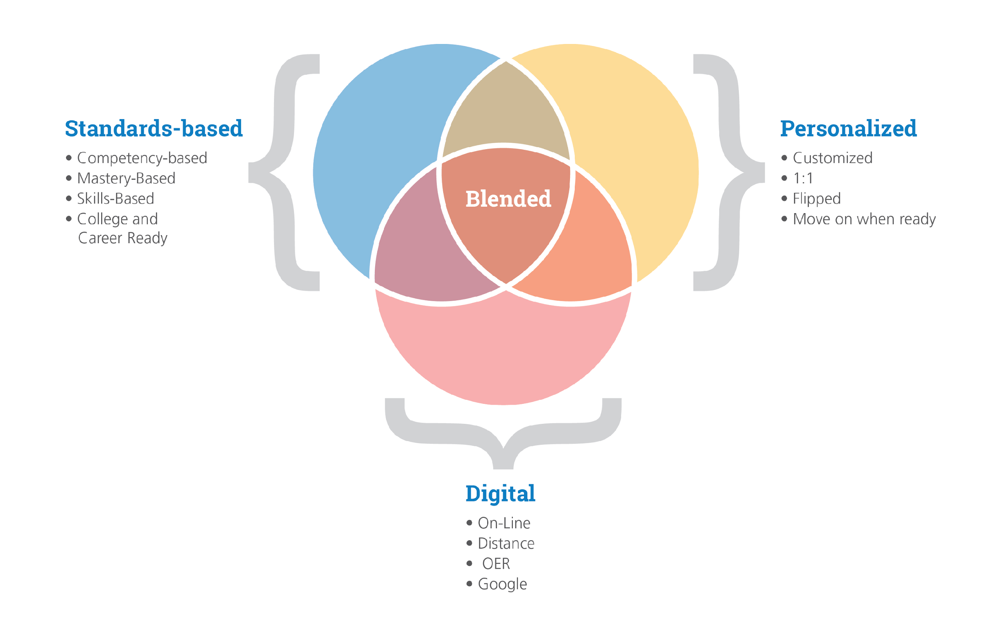 Standards-based
• Competency-based
• Mastery-Based
• Skills-Based
• College and
Career Ready
Blended
Personalized
• Customized
• 1:1
• Flipped
• Move on when ready
Digital
• On-Line
• Distance
• OER
• Google